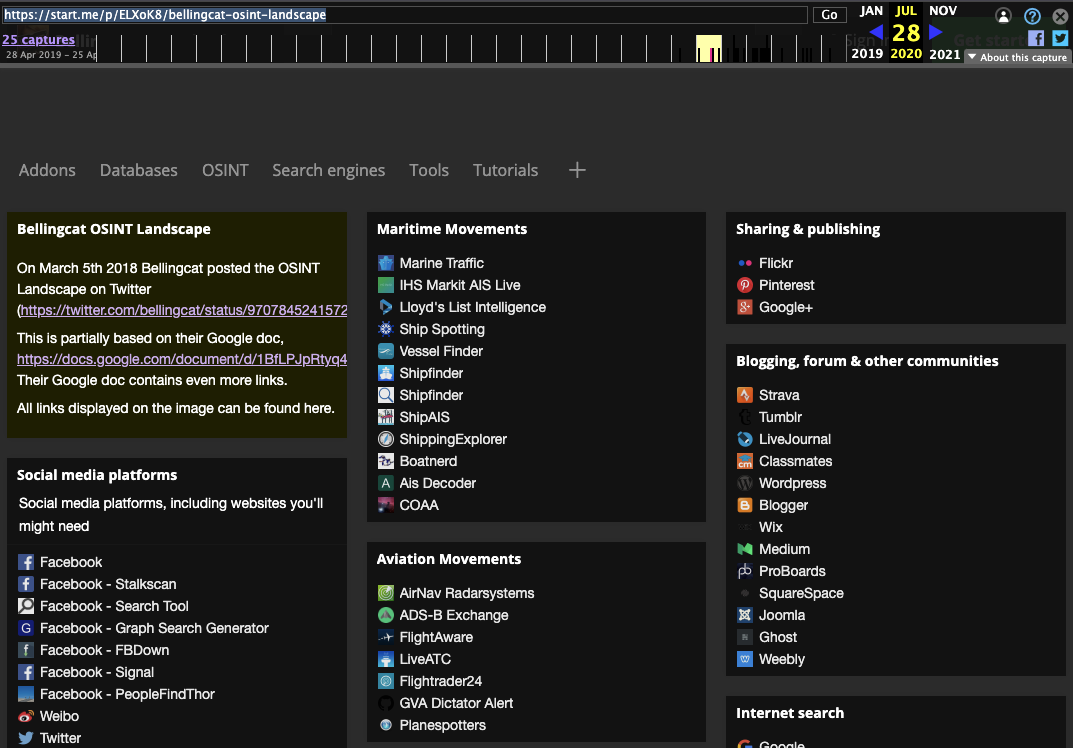 https://start.me/p/ELXoK8/bellingcat-osint-landscape
Go
JAN JUL NOV
28
2019 2020 2021
25 captures
28 Apr 2019 – 25 Ap
About this capture
Addons Databases OSINT Search engines Tools Tutorials +
Bellingcat OSINT Landscape
On March 5th 2018 Bellingcat posted the OSINT
Landscape on Twitter
(https://twitter.com/bellingcat/status/970784524157​2
This is partially based on their Google doc,
https://docs.google.com/document/d/1BfLPJpRtyq4
Their Google doc contains even more links.
All links displayed on the image can be found here.
Social media platforms
Social media platforms, including websites you'll
might need
Facebook
Facebook - Stalkscan
Facebook - Search Tool
Facebook - Graph Search Generator
Facebook - FBDown
Facebook - Signal
Facebook - PeopleFindThor
Weibo
Twitter
Maritime Movements
Marine Traffic
IHS Markit AIS Live
Lloyd's List Intelligence
Ship Spotting
Vessel Finder
Shipfinder
Shipfinder
ShipAIS
ShippingExplorer
Boatnerd
Ais Decoder
COAA
Aviation Movements
AirNav Radarsystems
ADS-B Exchange
FlightAware
LiveATC
Flightrader24
GVA Dictator Alert
Planespotters
Sharing & publishing
Flickr
Pinterest
Google+
Blogging, forum & other communities
Strava
Tumblr
LiveJournal
Classmates
Wordpress
Blogger
Wix
Medium
ProBoards
SquareSpace
Joomla
Ghost
Weebly
Internet search
Google